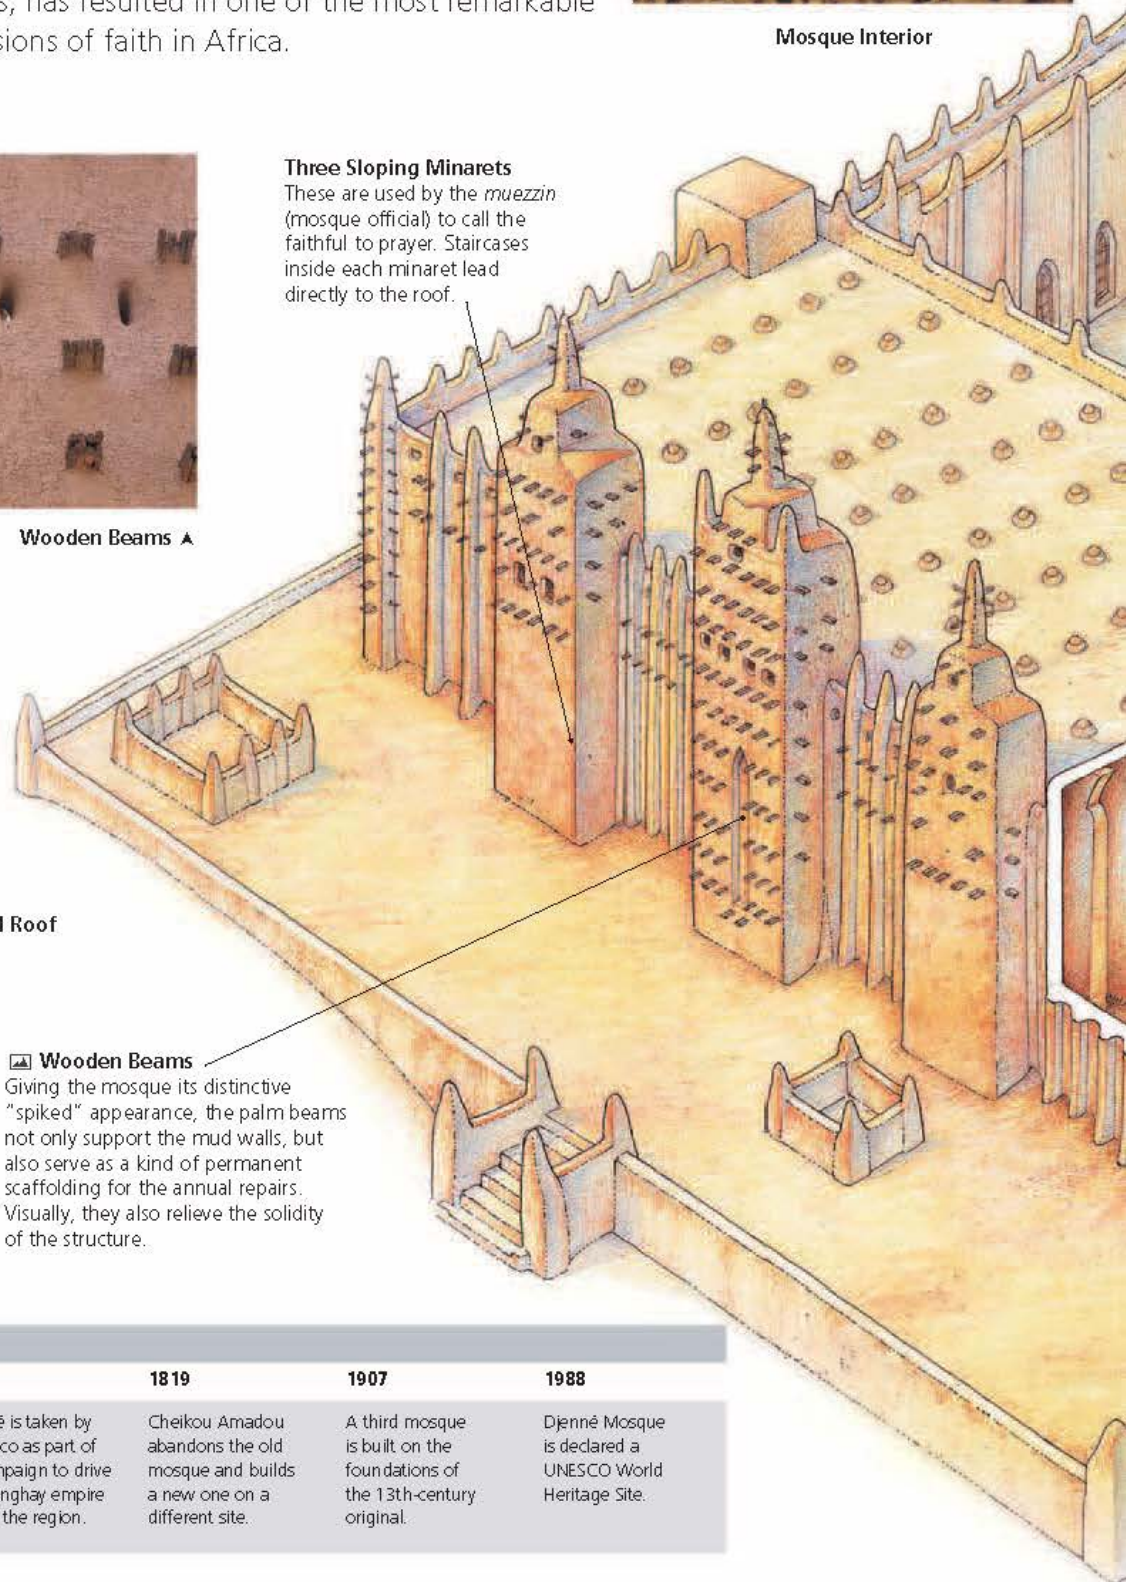 has resulted in one of the most remarkable
of faith in Africa.
Mosque Interior
Three Sloping Minarets
These are used by the muezzin
(mosque official) to call the
faithful to prayer. Staircases
inside each minaret lead
directly to the roof.
Wooden Beams
Roof
Wooden Beams
Giving the mosque its distinctive
“spiked” appearance, the palm beams
not only support the mud walls, but
also serve as a kind of permanent
scaffolding for the annual repairs.
Visually, they also relieve the solidity
of the structure.
is taken by
as part of
to drive
empire
the region.
1819
Cheikou Amadou
abandons the old
mosque and builds
a new one on a
different site.
1907
A third mosque
is built on the
foundations of
the 13th-century
original.
1988
Djenné Mosque
is declared a
UNESCO World
Heritage Site.